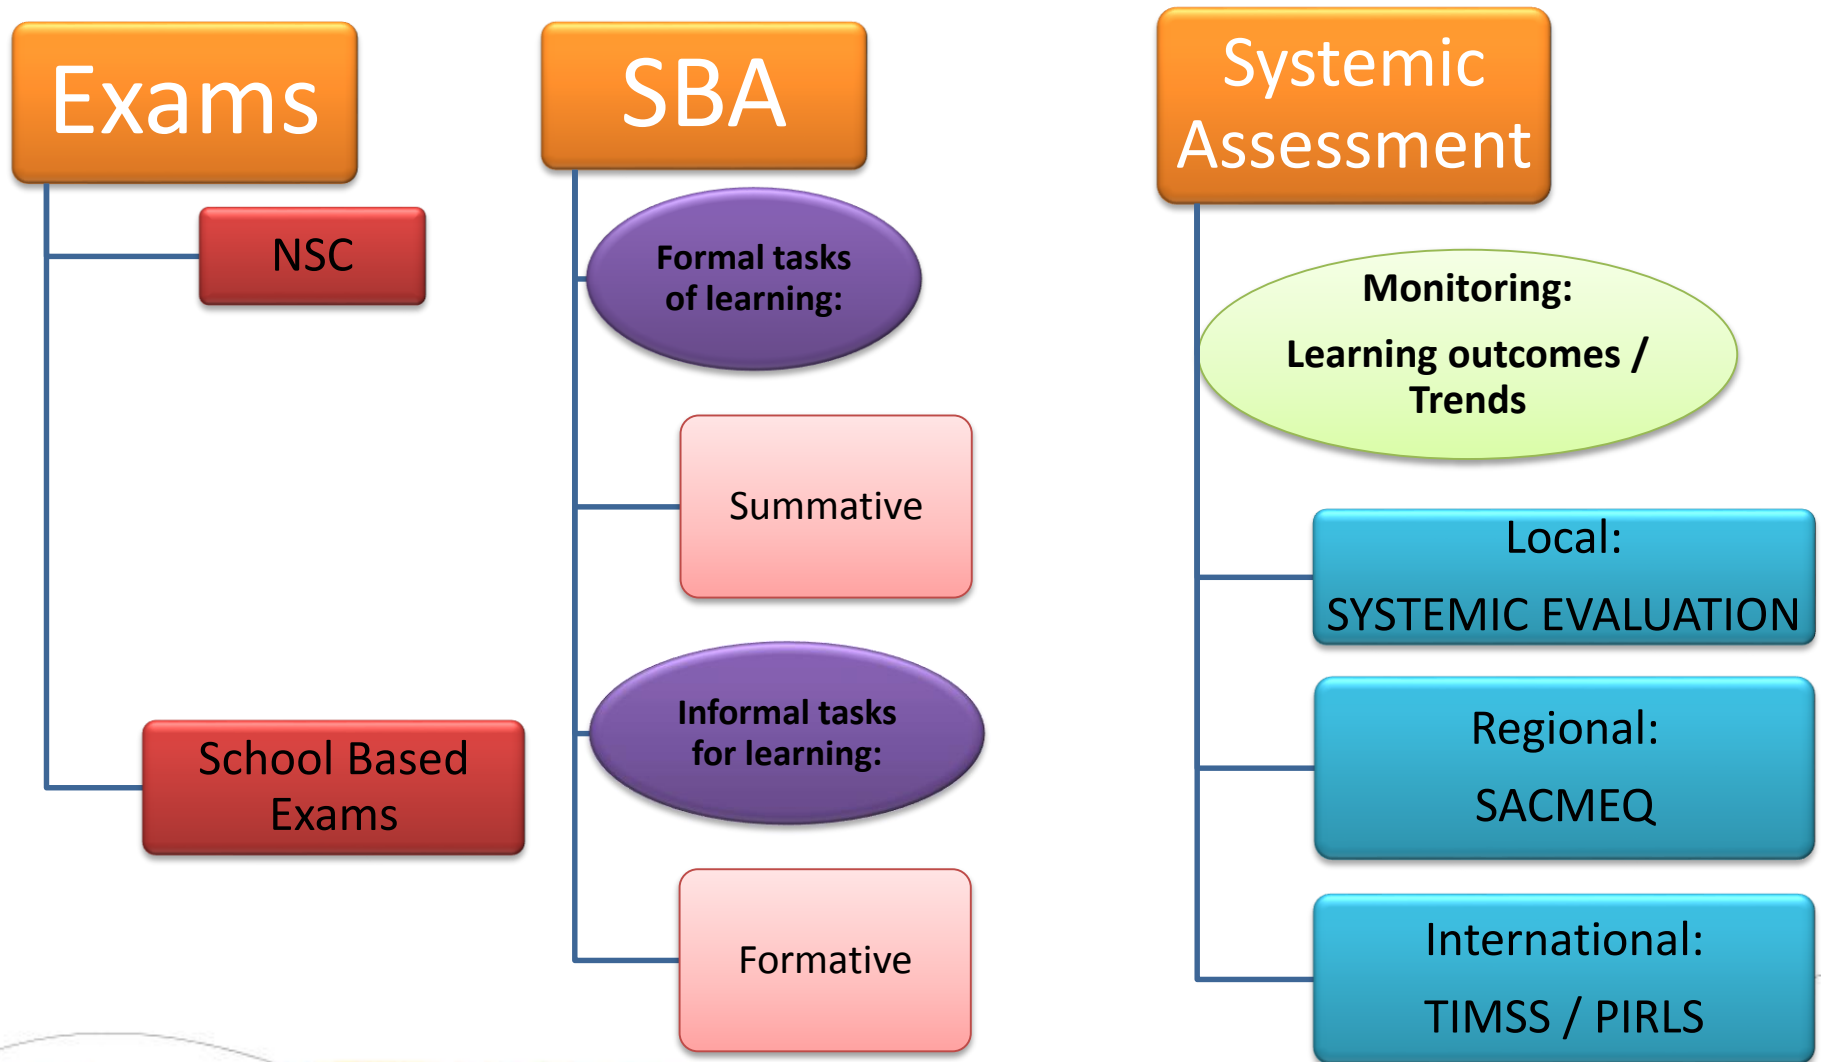 Exams
NSC
School Based
Exams
SBA
Formal tasks
of learning:
Summative
Informal tasks
for learning:
Formative
Systemic
Assessment
Monitoring:
Learning outcomes /
Trends
Local:
SYSTEMIC EVALUATION
Regional:
SACMEQ
International:
TIMSS / PIRLS